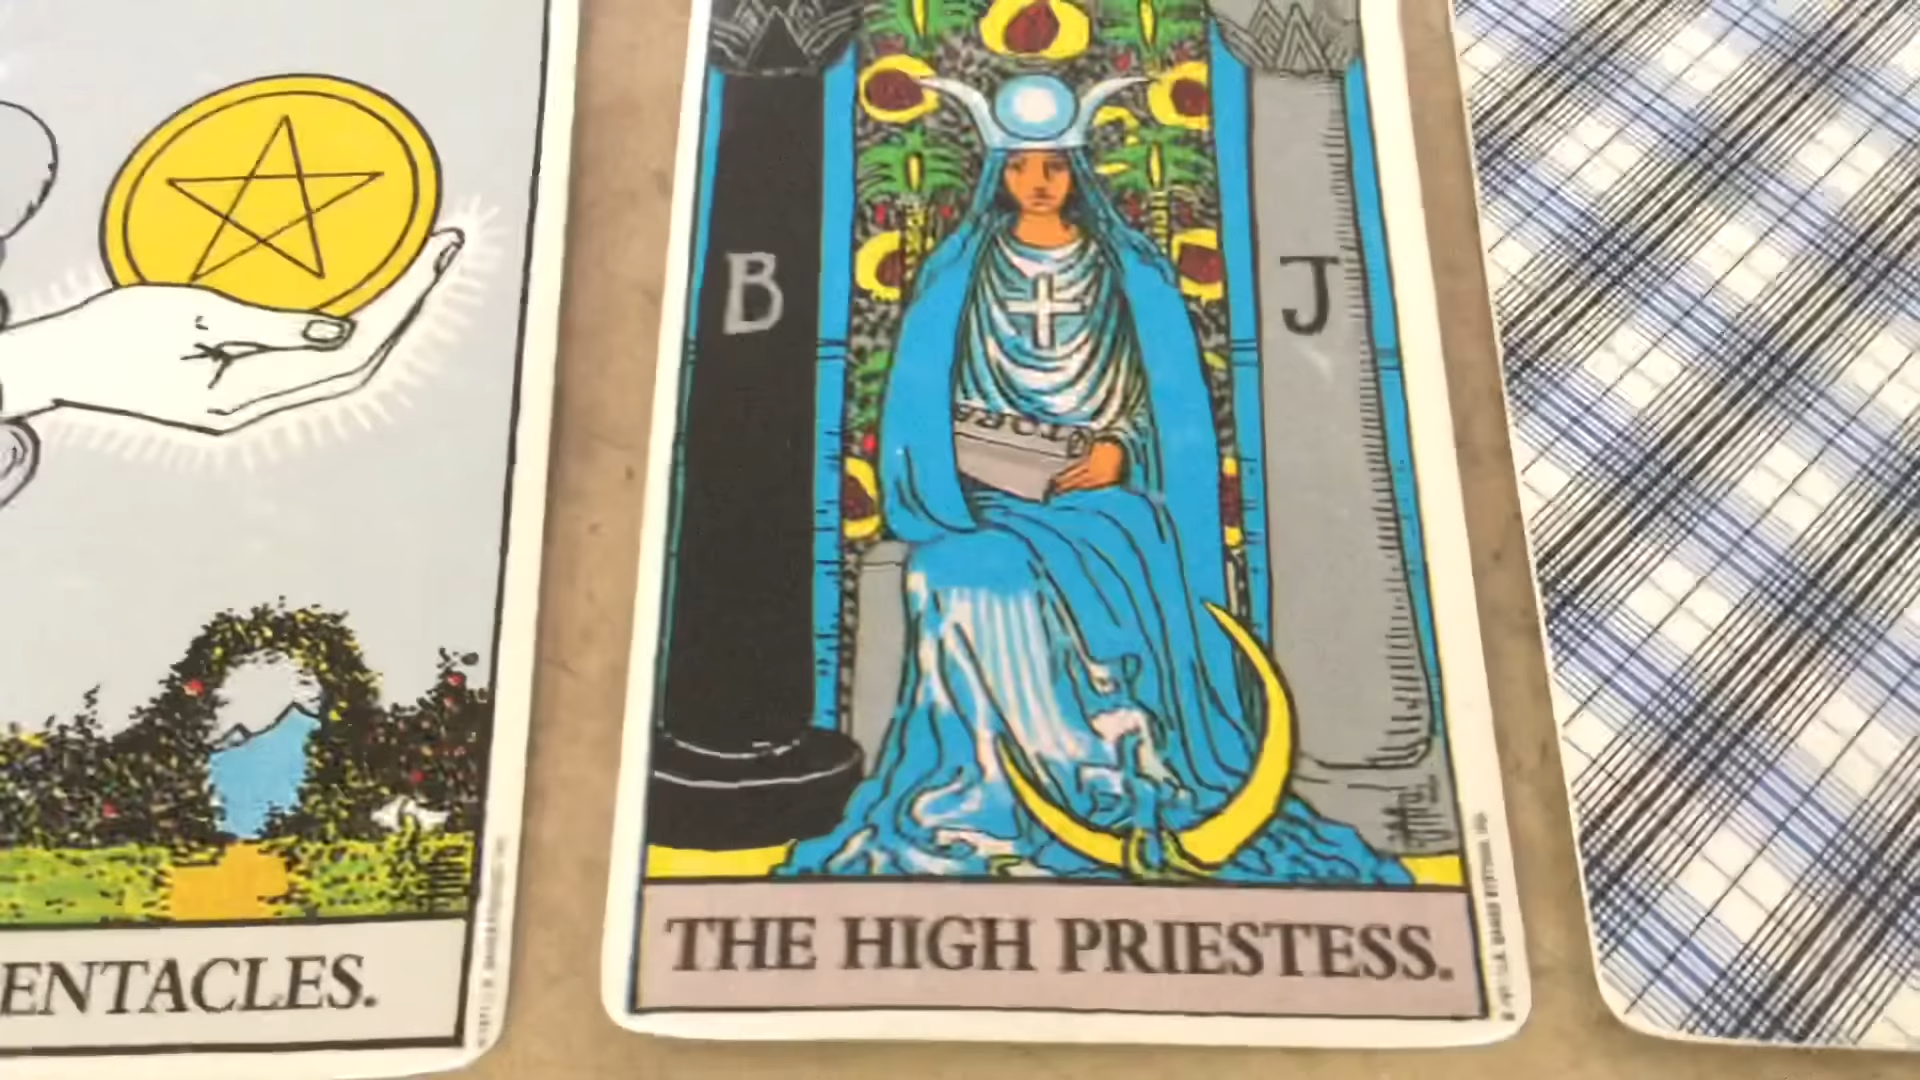 B
J
TORA
ENTACLES.
THE HIGH PRIESTESS.